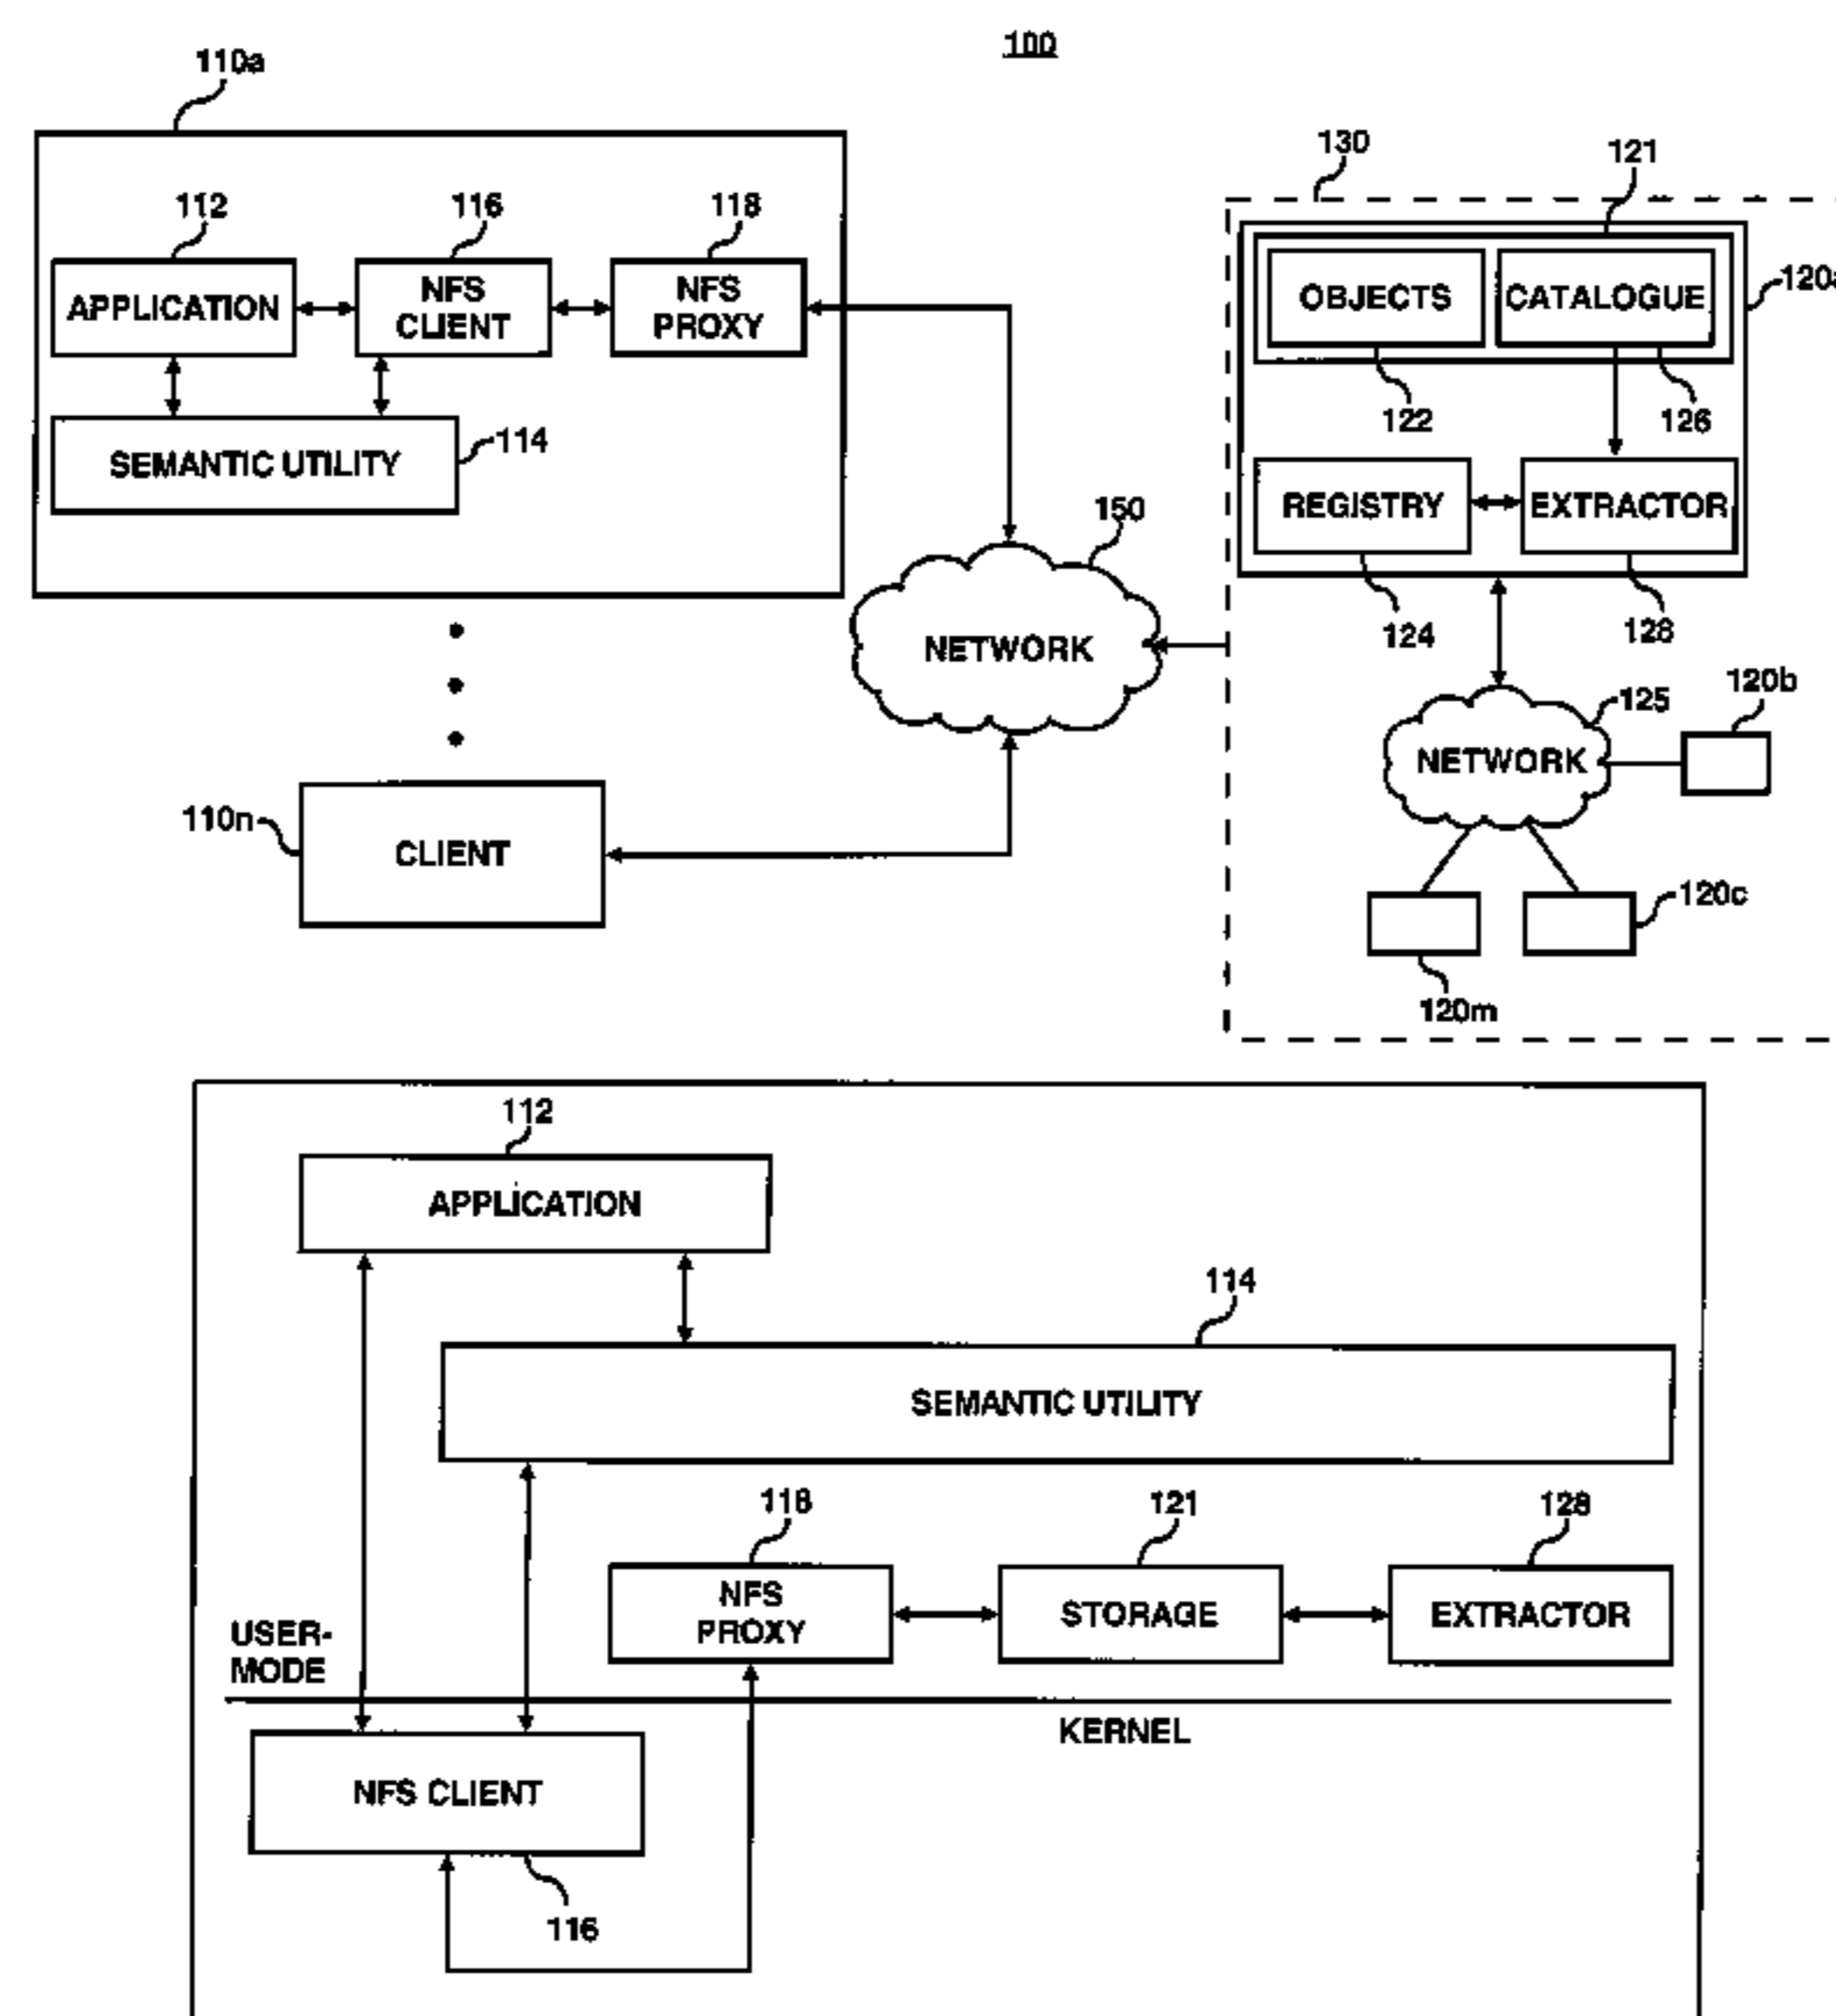 100
110a
130
121
112
116
118
APPLICATION
NFS
CLIENT
NFS
PROXY
OBJECTS
CATALOGUE
120a
122
126
SEMANTIC UTILITY
114
REGISTRY
EXTRACTOR
150
124
128
NETWORK
125
120b
NETWORK
110n
CLIENT
120c
120m
112
APPLICATION
114
SEMANTIC UTILITY
118
121
128
NFS
PROXY
STORAGE
EXTRACTOR
USER-
MODE
KERNEL
NFS CLIENT
116